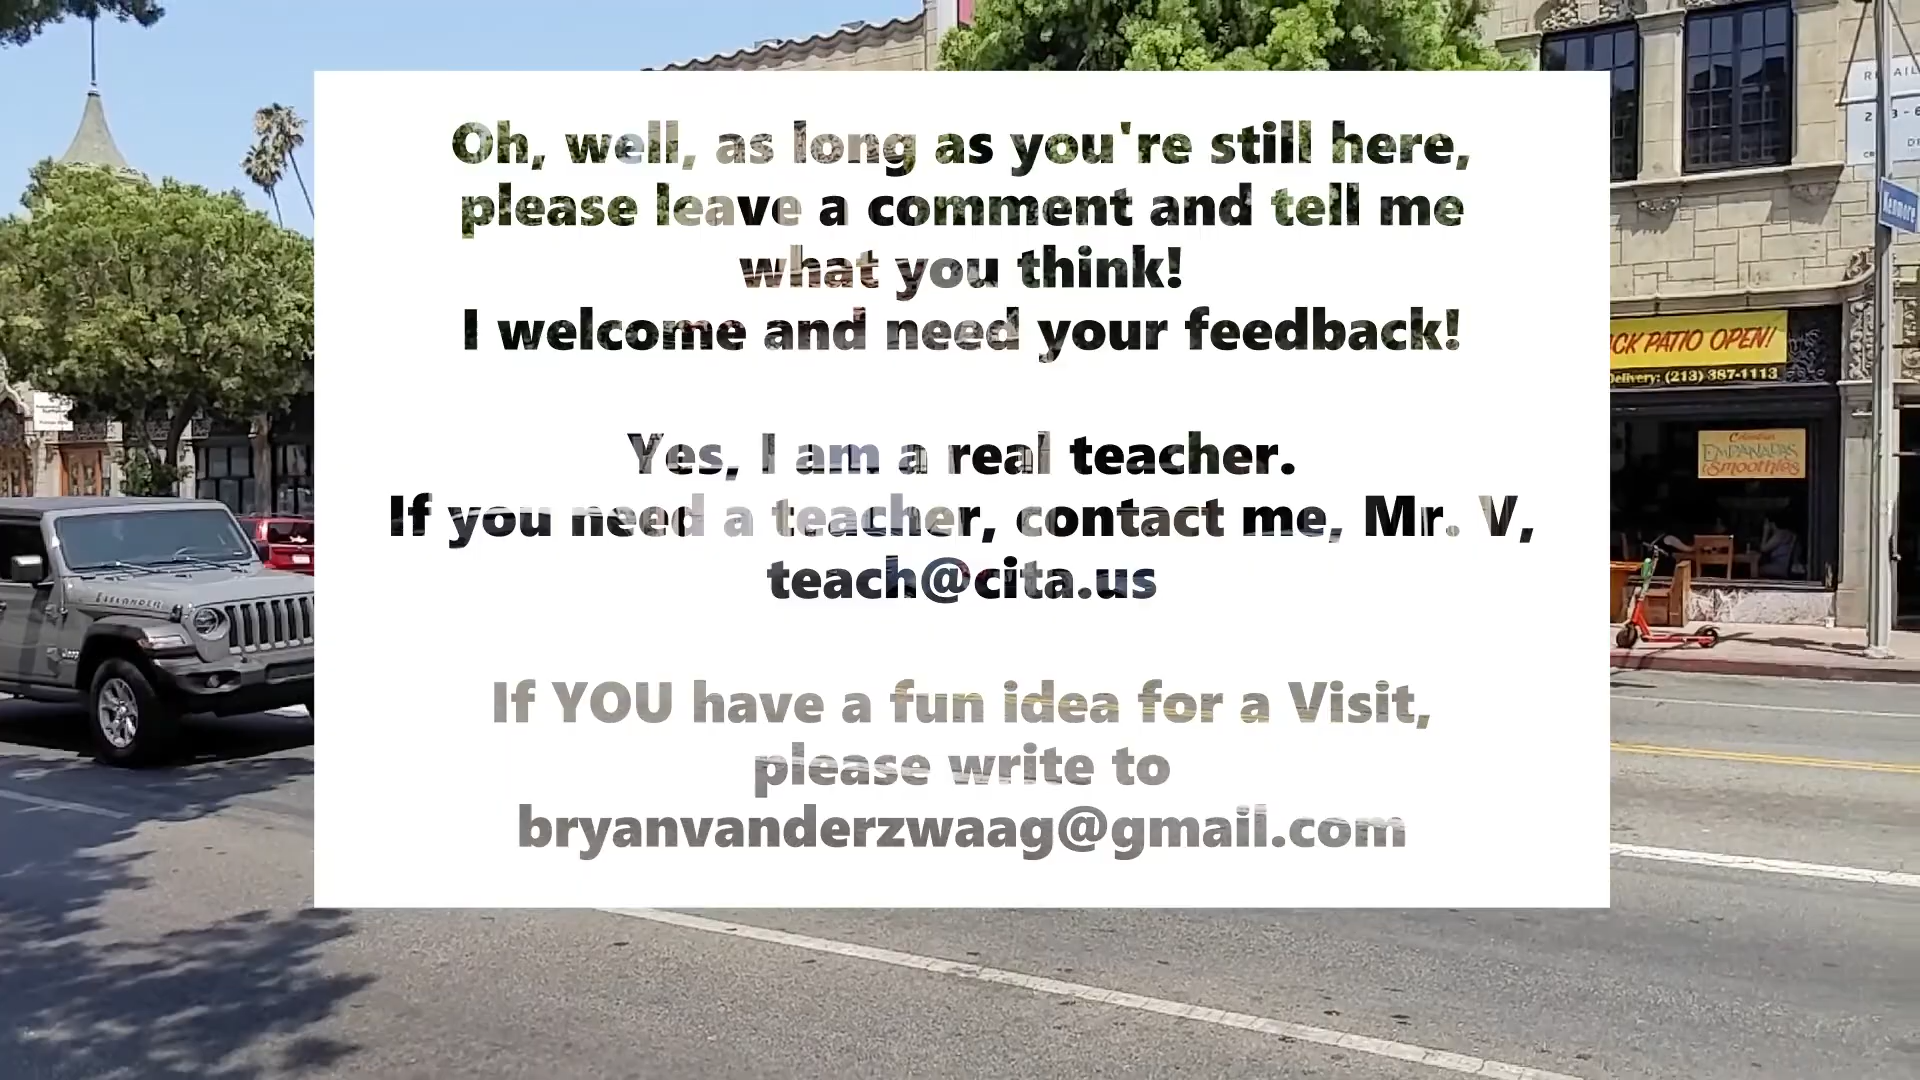 Oh, well, as long as you're still here,
please leave a comment and tell me
what you think!
I welcome and need your feedback!
Yes, I am a real teacher.
If you need a teacher, contact me, Mr. V,
teach@cita.us
If YOU have a fun idea for a Visit,
please write to
bryanvanderzwaag@gmail.com
Kenmore
CK PATIO OPEN!
Delivery: (213) 387-1113
EMPANADAS
& Smoothies
Jeep